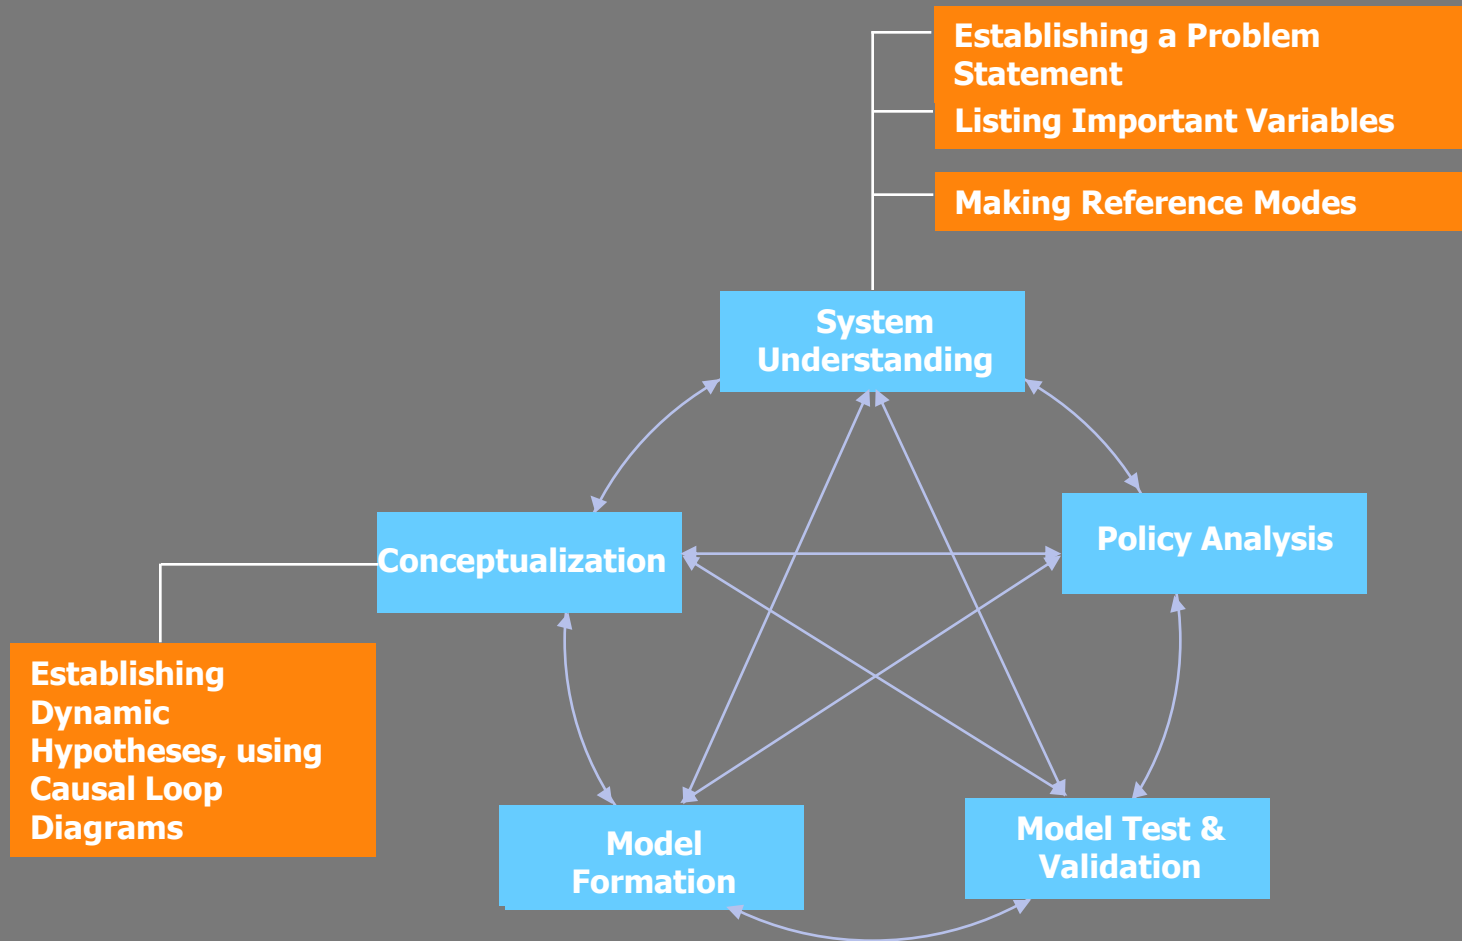 Establishing a Problem
Statement
Listing Important Variables
Making Reference Modes
System
Understanding
Policy Analysis
Conceptualization
Establishing
Dynamic
Hypotheses, using
Causal Loop
Diagrams
Model
Formation
Model Test &
Validation